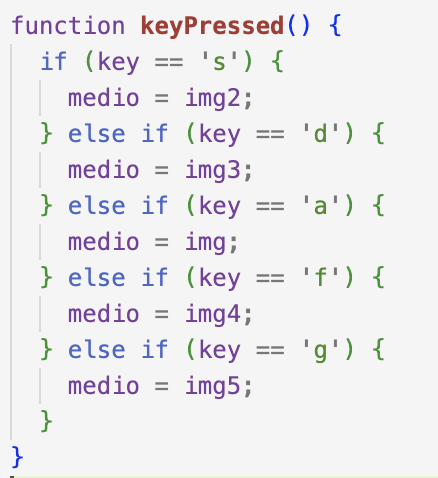 function keyPressed() {
  if (key == 's') {
    medio = img2;
  } else if (key == 'd') {
    medio = img3;
  } else if (key == 'a') {
    medio = img;
  } else if (key == 'f') {
    medio = img4;
  } else if (key == 'g') {
    medio = img5;
  }
}